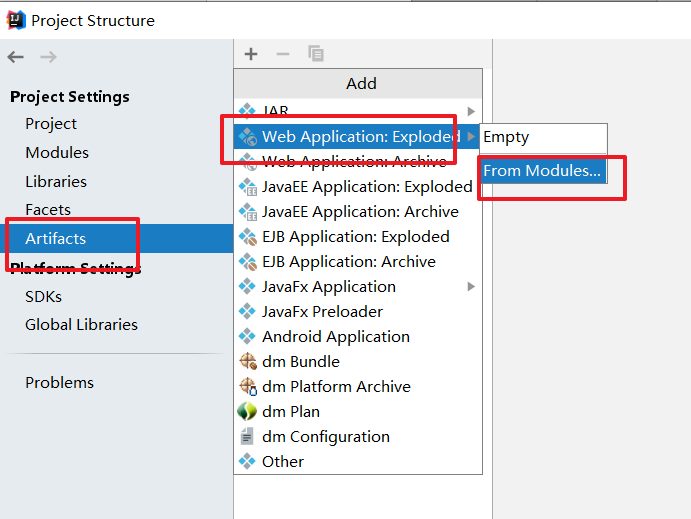 Project Structure
Project Settings
Project
Modules
Libraries
Facets
Artifacts
Platform Settings
SDKs
Global Libraries
Problems
Add
JAR
Web Application: Exploded
Web Application: Archive
JavaEE Application: Exploded
JavaEE Application: Archive
EJB Application: Exploded
EJB Application: Archive
JavaFx Application
JavaFx Preloader
Android Application
dm Bundle
dm Platform Archive
dm Plan
dm Configuration
Other
Empty
From Modules...